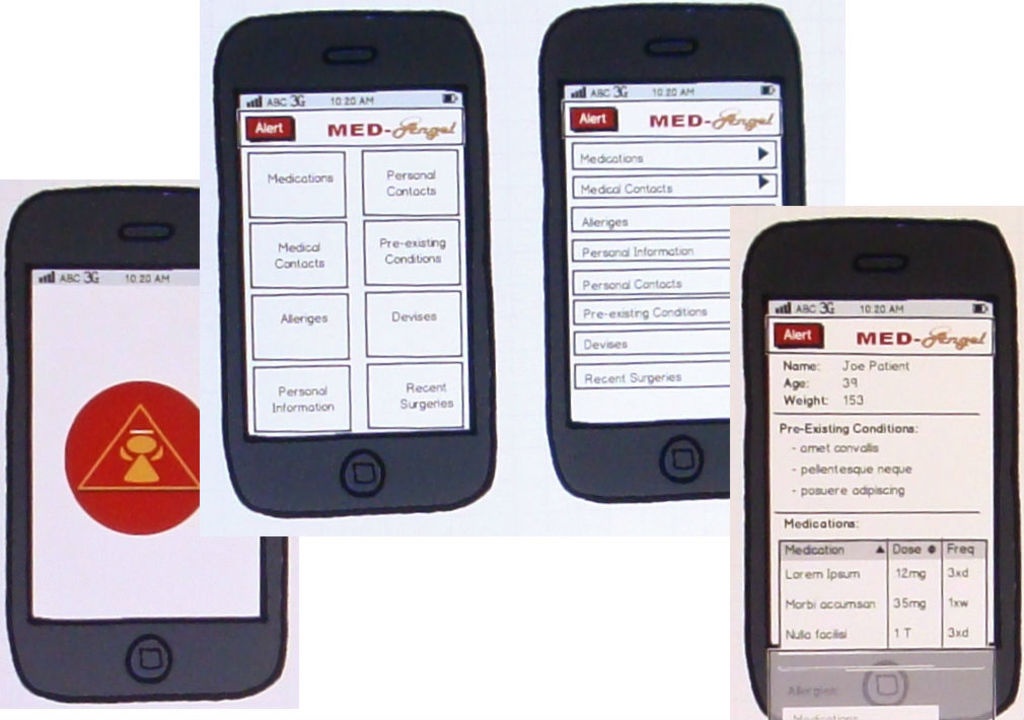 ABC 3G 10:20 AM
ABC 3G 10:20 AM
Alert MED-Angel
Medications
Personal
Contacts
Medical
Contacts
Pre-existing
Conditions
Alleriges
Devises
Personal
Information
Recent
Surgeries
ABC 3G 10:20 AM
Alert MED-Angel
Medications
Medical Contacts
Alleriges
Personal Information
Personal Contacts
Pre-existing Conditions
Devises
Recent Surgeries
ABC 3G 10:20 AM
Alert MED-Angel
Name: Joe Patient
Age: 39
Weight: 153
Pre-Existing Conditions:
- amet convallis
- pellentesque neque
- posuere adipiscing
Medications:
Medication Dose Freq
Lorem Ipsum 12mg 3xd
Morbi accumsan 35mg 1xw
Nulla facilisi 1 T 3xd
Allergies:
Medications